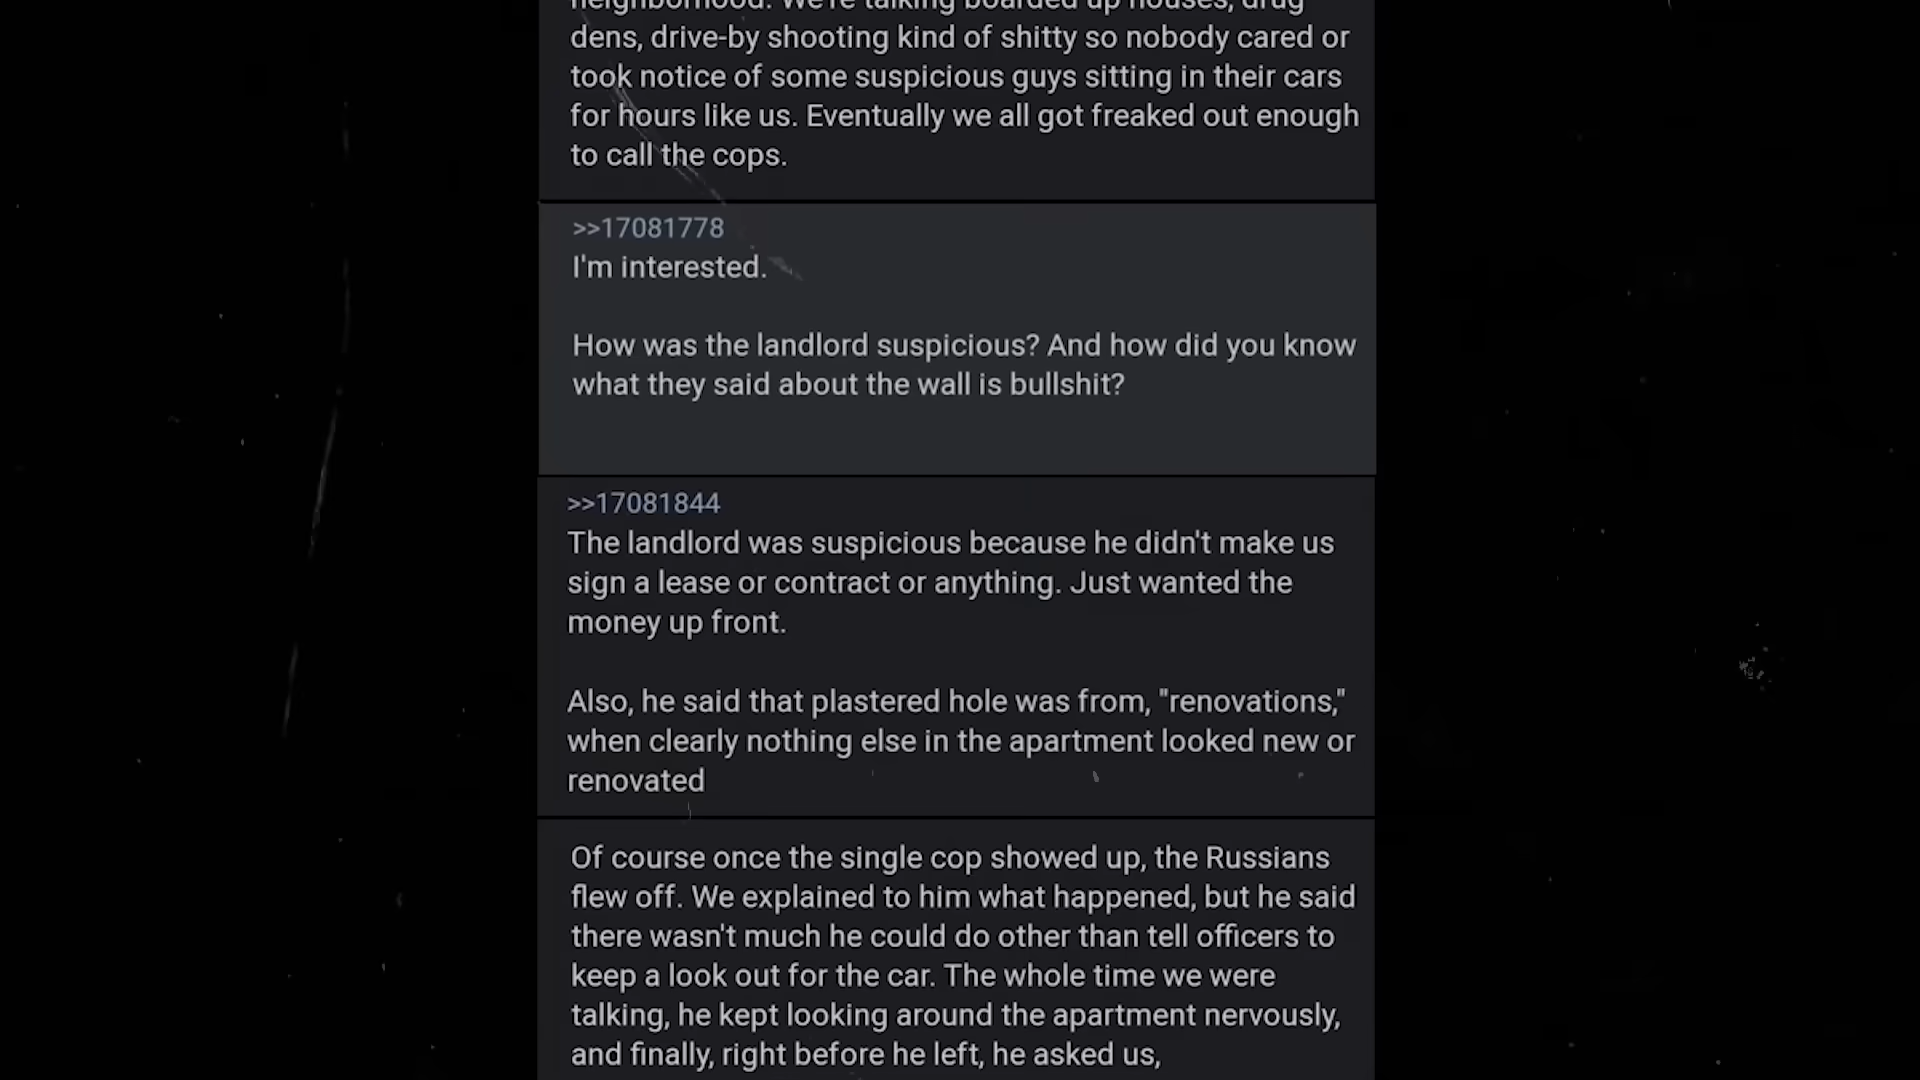 neighborhood. We're talking boarded up houses, drug
dens, drive-by shooting kind of shitty so nobody cared or
took notice of some suspicious guys sitting in their cars
for hours like us. Eventually we all got freaked out enough
to call the cops.
>>17081778
I'm interested.
How was the landlord suspicious? And how did you know
what they said about the wall is bullshit?
>>17081844
The landlord was suspicious because he didn't make us
sign a lease or contract or anything. Just wanted the
money up front.
Also, he said that plastered hole was from, "renovations,"
when clearly nothing else in the apartment looked new or
renovated
Of course once the single cop showed up, the Russians
flew off. We explained to him what happened, but he said
there wasn't much he could do other than tell officers to
keep a look out for the car. The whole time we were
talking, he kept looking around the apartment nervously,
and finally, right before he left, he asked us,